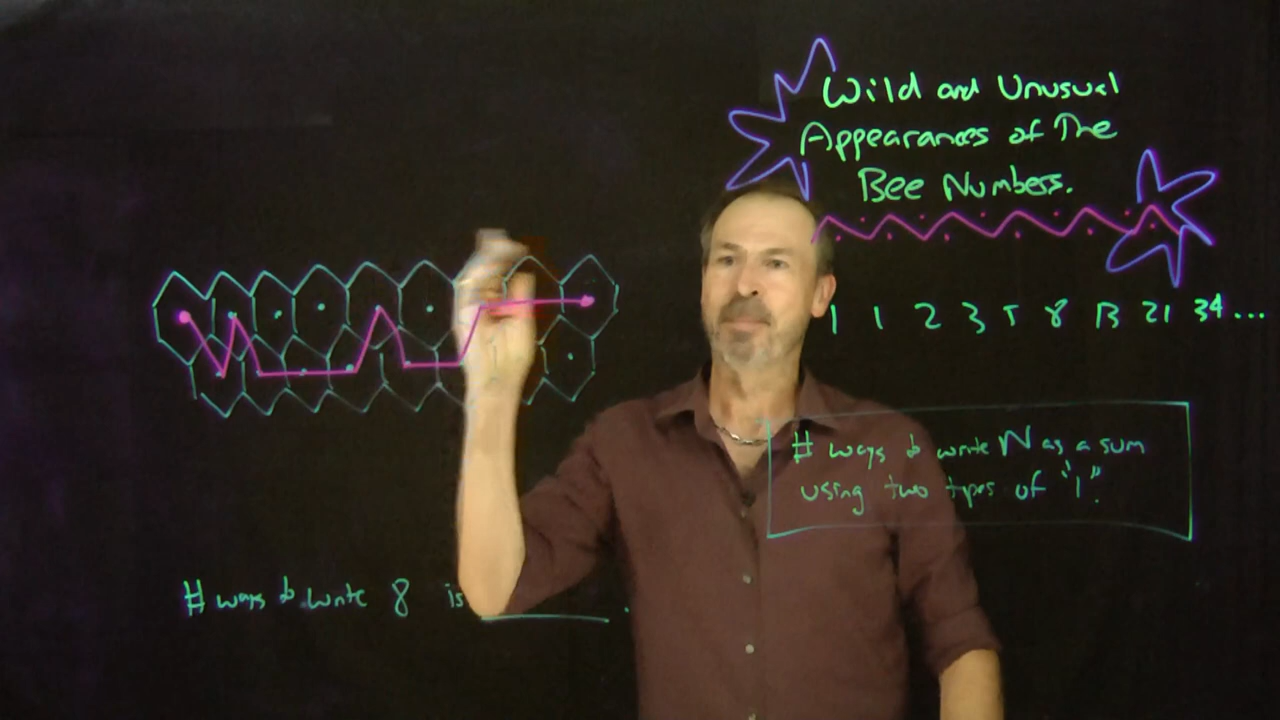 Wild and Unusual
Appearances of The
Bee Numbers.
1 1 2 3 5 8 13 21 34...
# ways to write N as a sum
using two types of "1".
# ways to write 8 is ______.